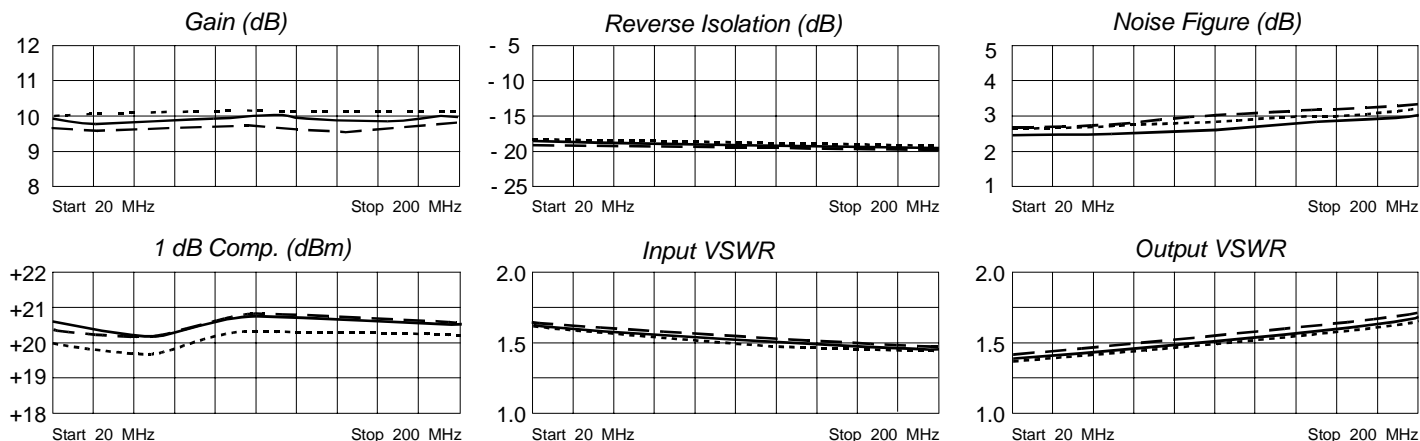 Gain (dB)
12
11
10
9
8
Start 20 MHz Stop 200 MHz
Reverse Isolation (dB)
- 5
- 10
- 15
- 20
- 25
Start 20 MHz Stop 200 MHz
Noise Figure (dB)
5
4
3
2
1
Start 20 MHz Stop 200 MHz
1 dB Comp. (dBm)
+22
+21
+20
+19
+18
Start 20 MHz Stop 200 MHz
Input VSWR
2.0
1.5
1.0
Start 20 MHz Stop 200 MHz
Output VSWR
2.0
1.5
1.0
Start 20 MHz Stop 200 MHz